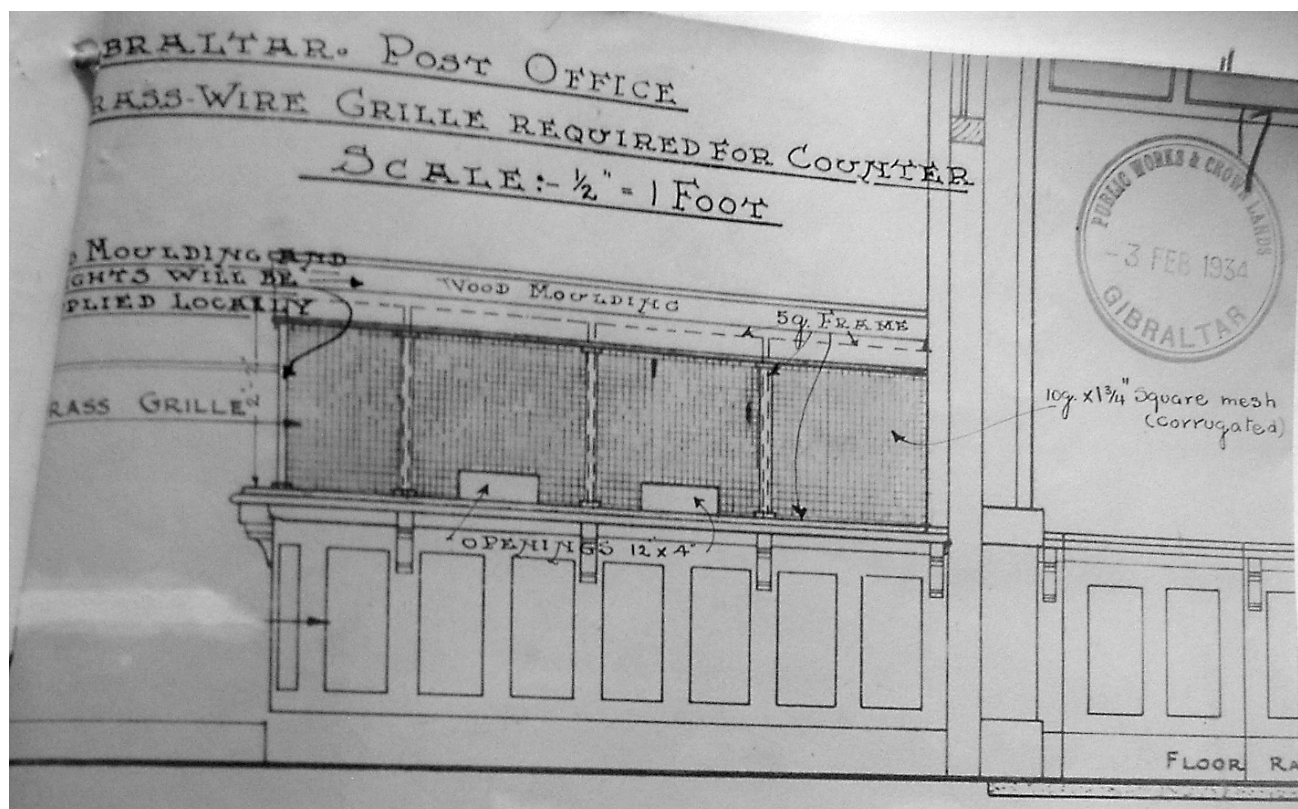 BRALTAR. POST OFFICE
RASS-WIRE GRILLE REQUIRED FOR COUNTER
SCALE:- ½" = 1 FOOT
MOULDING AND
GHTS WILL BE
PLIED LOCALLY
WOOD MOULDING
5g. FRAME
RASS GRILLE
10g. x 1¾" Square mesh
(corrugated)
OPENINGS 12"x4"
PUBLIC WORKS & CROWN LANDS
-3 FEB 1934
GIBRALTAR
FLOOR RA